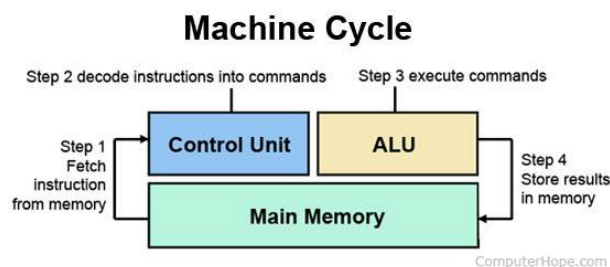 Machine Cycle
Step 2 decode instructions into commands
Step 3 execute commands
Step 1
Fetch
instruction
from memory
Control Unit
ALU
Step 4
Store results
in memory
Main Memory
ComputerHope.com